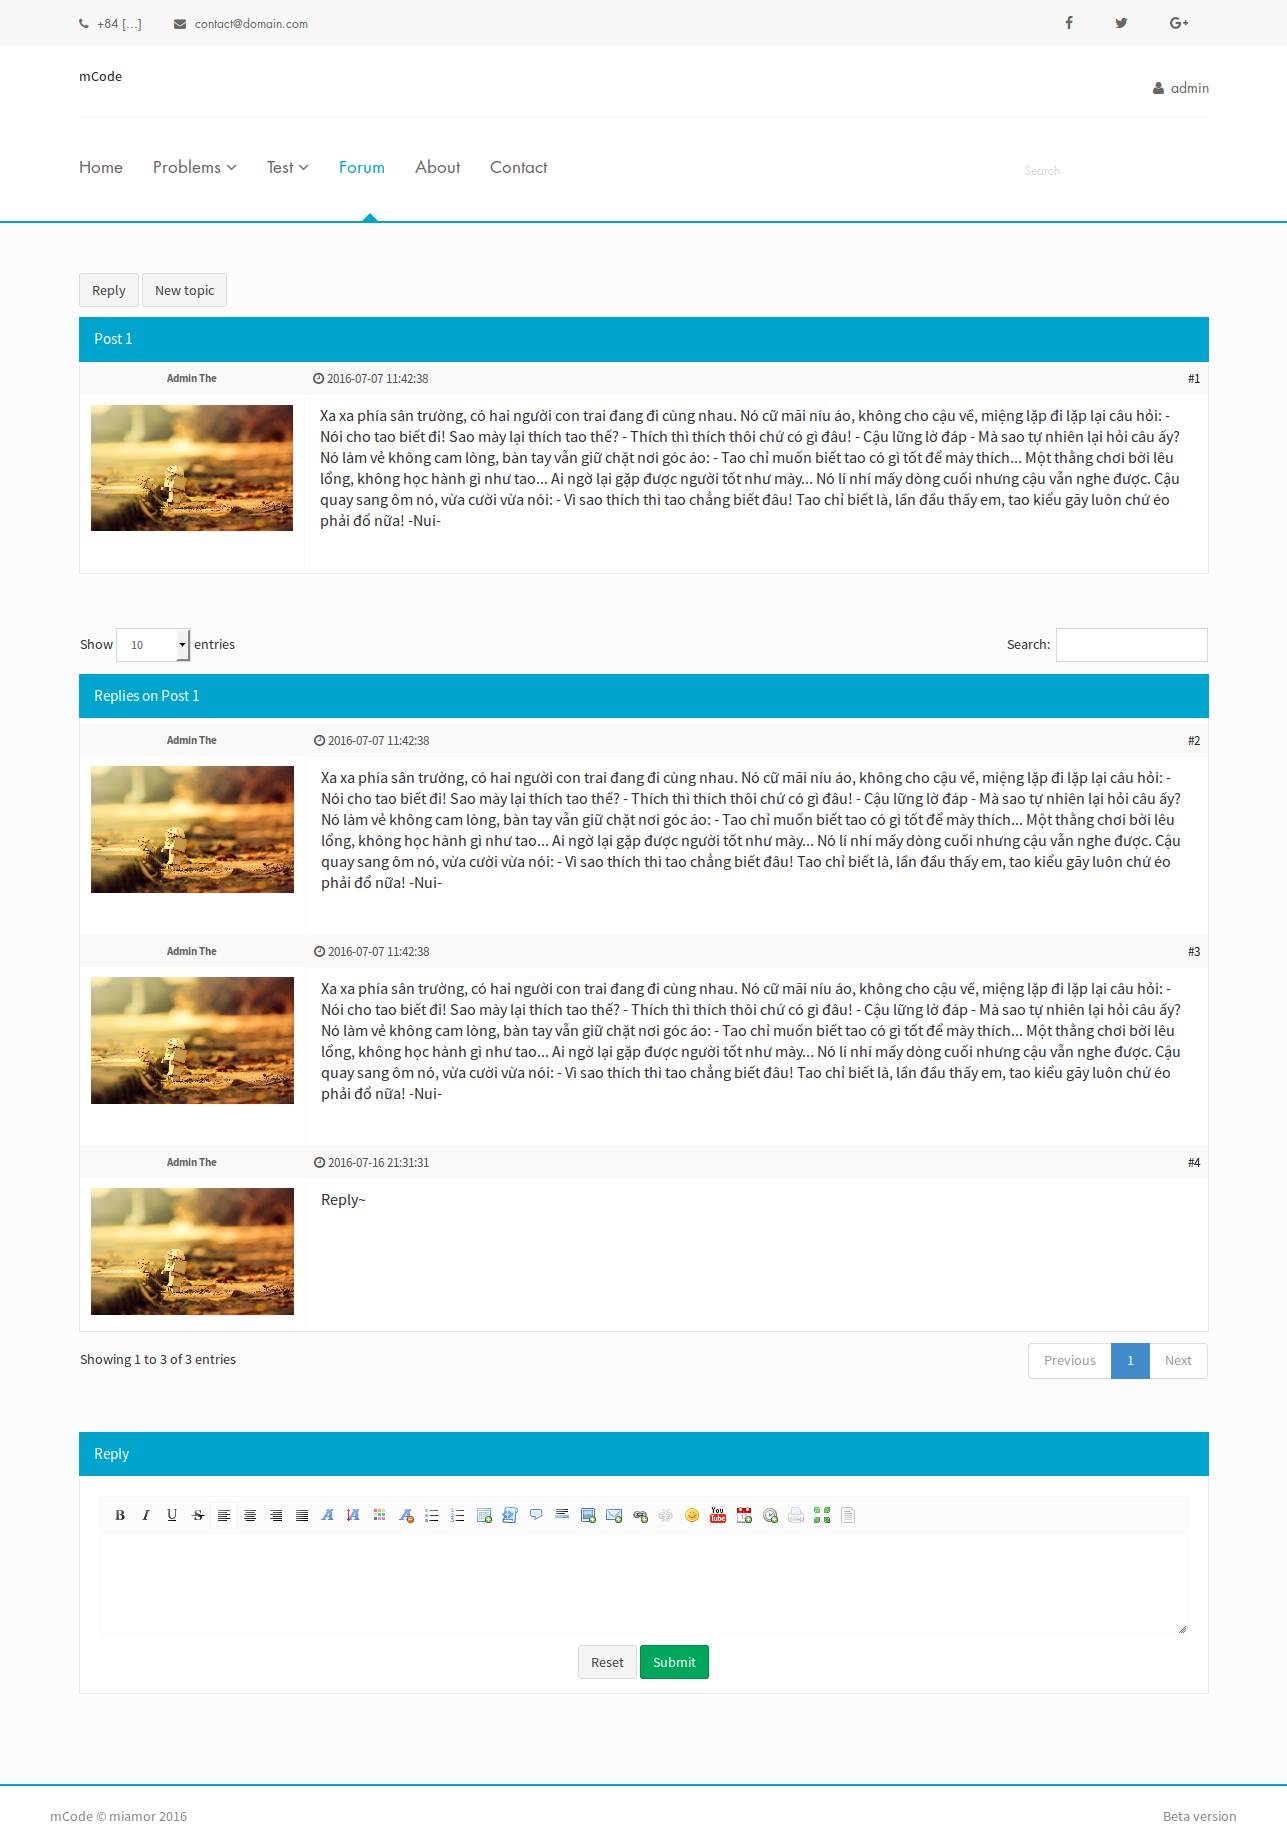 +84 [...] contact@domain.com
mCode
admin
Home Problems Test Forum About Contact Search
Reply New topic
Post 1
Admin The 2016-07-07 11:42:38 #1
Xa xa phía sân trường, có hai người con trai đang đi cùng nhau. Nó cữ mãi níu áo, không cho cậu về, miệng lặp đi lặp lại câu hỏi: -
Nói cho tao biết đi! Sao mày lại thích tao thế? - Thích thì thích thôi chứ có gì đâu! - Cậu lững lờ đáp - Mà sao tự nhiên lại hỏi câu ấy?
Nó làm vẻ không cam lòng, bàn tay vẫn giữ chặt nơi góc áo: - Tao chỉ muốn biết tao có gì tốt để mày thích... Một thằng chơi bời lêu
lổng, không học hành gì như tao... Ai ngờ lại gặp được người tốt như mày... Nó lí nhí mấy dòng cuối nhưng cậu vẫn nghe được. Cậu
quay sang ôm nó, vừa cười vừa nói: - Vì sao thích thì tao chẳng biết đâu! Tao chỉ biết là, lần đầu thấy em, tao kiểu gãy luôn chứ éo
phải đổ nữa! -Nui-
Show 10 entries Search:
Replies on Post 1
Admin The 2016-07-07 11:42:38 #2
Xa xa phía sân trường, có hai người con trai đang đi cùng nhau. Nó cữ mãi níu áo, không cho cậu về, miệng lặp đi lặp lại câu hỏi: -
Nói cho tao biết đi! Sao mày lại thích tao thế? - Thích thì thích thôi chứ có gì đâu! - Cậu lững lờ đáp - Mà sao tự nhiên lại hỏi câu ấy?
Nó làm vẻ không cam lòng, bàn tay vẫn giữ chặt nơi góc áo: - Tao chỉ muốn biết tao có gì tốt để mày thích... Một thằng chơi bời lêu
lổng, không học hành gì như tao... Ai ngờ lại gặp được người tốt như mày... Nó lí nhí mấy dòng cuối nhưng cậu vẫn nghe được. Cậu
quay sang ôm nó, vừa cười vừa nói: - Vì sao thích thì tao chẳng biết đâu! Tao chỉ biết là, lần đầu thấy em, tao kiểu gãy luôn chứ éo
phải đổ nữa! -Nui-
Admin The 2016-07-07 11:42:38 #3
Xa xa phía sân trường, có hai người con trai đang đi cùng nhau. Nó cữ mãi níu áo, không cho cậu về, miệng lặp đi lặp lại câu hỏi: -
Nói cho tao biết đi! Sao mày lại thích tao thế? - Thích thì thích thôi chứ có gì đâu! - Cậu lững lờ đáp - Mà sao tự nhiên lại hỏi câu ấy?
Nó làm vẻ không cam lòng, bàn tay vẫn giữ chặt nơi góc áo: - Tao chỉ muốn biết tao có gì tốt để mày thích... Một thằng chơi bời lêu
lổng, không học hành gì như tao... Ai ngờ lại gặp được người tốt như mày... Nó lí nhí mấy dòng cuối nhưng cậu vẫn nghe được. Cậu
quay sang ôm nó, vừa cười vừa nói: - Vì sao thích thì tao chẳng biết đâu! Tao chỉ biết là, lần đầu thấy em, tao kiểu gãy luôn chứ éo
phải đổ nữa! -Nui-
Admin The 2016-07-16 21:31:31 #4
Reply~
Showing 1 to 3 of 3 entries Previous 1 Next
Reply
B I U S You Tube
Reset Submit
mCode © miamor 2016 Beta version